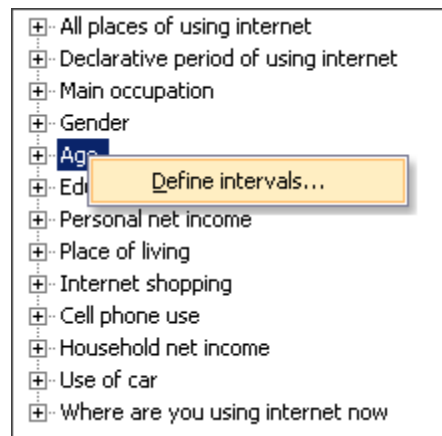 All places of using internet
Declarative period of using internet
Main occupation
Gender
Age
Define intervals...
Personal net income
Place of living
Internet shopping
Cell phone use
Household net income
Use of car
Where are you using internet now